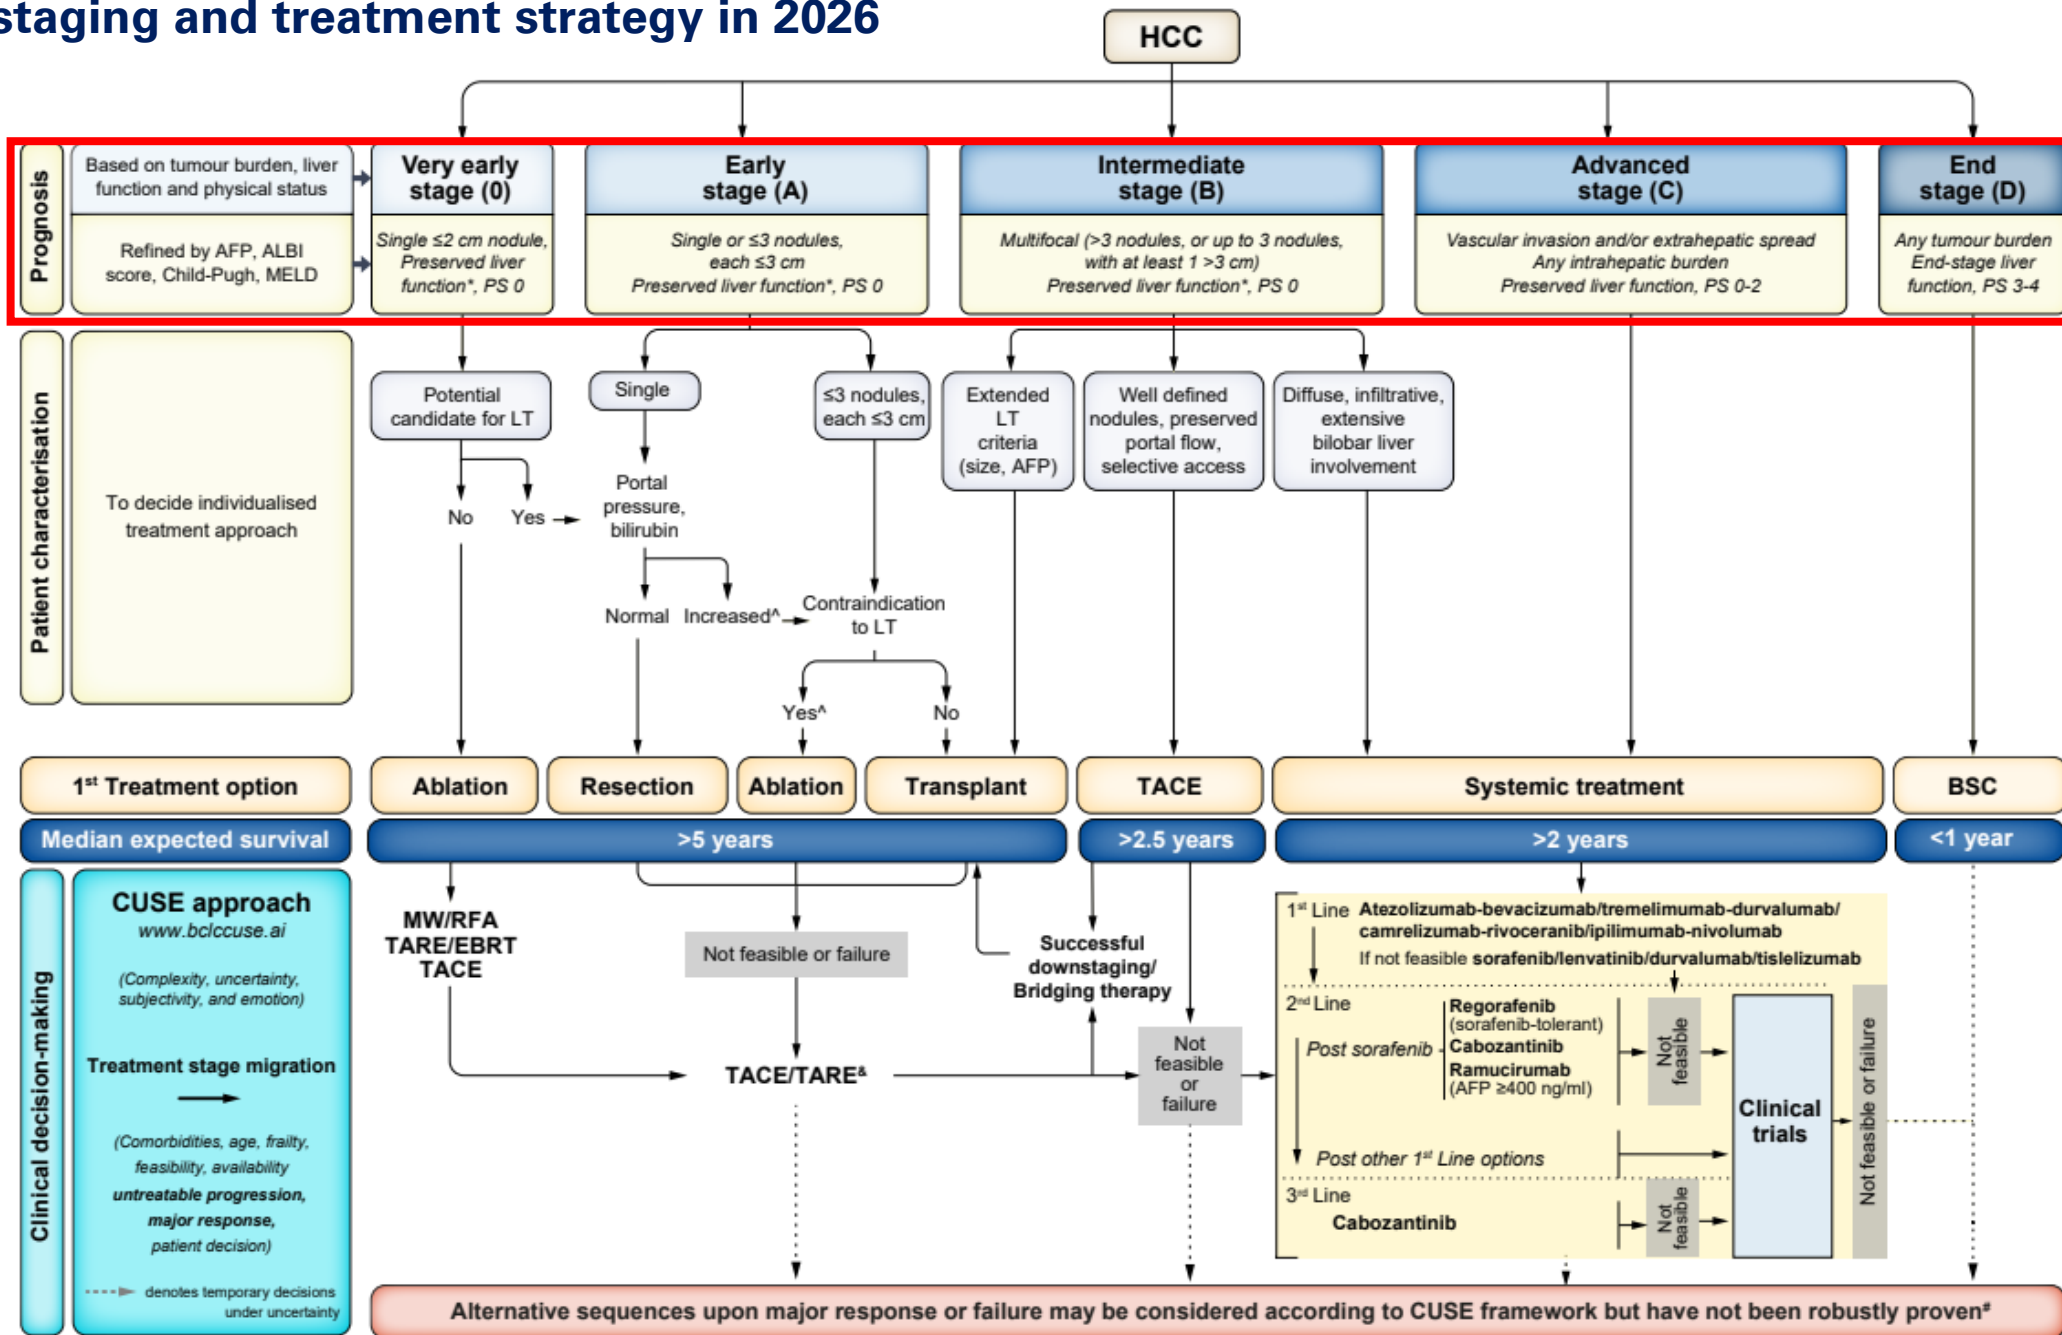 staging and treatment strategy in 2026
HCC
Prognosis
Based on tumour burden, liver
function and physical status
Refined by AFP, ALBI
score, Child-Pugh, MELD
Very early
stage (0)
Single ≤2 cm nodule,
Preserved liver
function*, PS 0
Early
stage (A)
Single or ≤3 nodules,
each ≤3 cm
Preserved liver function*, PS 0
Intermediate
stage (B)
Multifocal (>3 nodules, or up to 3 nodules,
with at least 1 >3 cm)
Preserved liver function*, PS 0
Advanced
stage (C)
Vascular invasion and/or extrahepatic spread
Any intrahepatic burden
Preserved liver function, PS 0-2
End
stage (D)
Any tumour burden
End-stage liver
function, PS 3-4
Patient characterisation
To decide individualised
treatment approach
Potential
candidate for LT
No
Yes
Single
Portal
pressure,
bilirubin
Normal
Increased^
≤3 nodules,
each ≤3 cm
Contraindication
to LT
Yes^
No
Extended
LT
criteria
(size, AFP)
Well defined
nodules, preserved
portal flow,
selective access
Diffuse, infiltrative,
extensive
bilobar liver
involvement
1st Treatment option
Ablation
Resection
Ablation
Transplant
TACE
Systemic treatment
BSC
Median expected survival
>5 years
>2.5 years
>2 years
<1 year
Clinical decision-making
CUSE approach
www.bclccuse.ai
(Complexity, uncertainty,
subjectivity, and emotion)
Treatment stage migration
(Comorbidities, age, frailty,
feasibility, availability
untreatable progression,
major response,
patient decision)
denotes temporary decisions
under uncertainty
MW/RFA
TARE/EBRT
TACE
Not feasible or failure
TACE/TARE&
Successful
downstaging/
Bridging therapy
Not
feasible
or
failure
1st Line Atezolizumab-bevacizumab/tremelimumab-durvalumab/
camrelizumab-rivoceranib/ipilimumab-nivolumab
If not feasible sorafenib/lenvatinib/durvalumab/tislelizumab
2nd Line
Post sorafenib
Regorafenib
(sorafenib-tolerant)
Cabozantinib
Ramucirumab
(AFP ≥400 ng/ml)
Not
feasible
Post other 1st Line options
3rd Line
Cabozantinib
Not
feasible
Clinical
trials
Not feasible or failure
Alternative sequences upon major response or failure may be considered according to CUSE framework but have not been robustly proven#